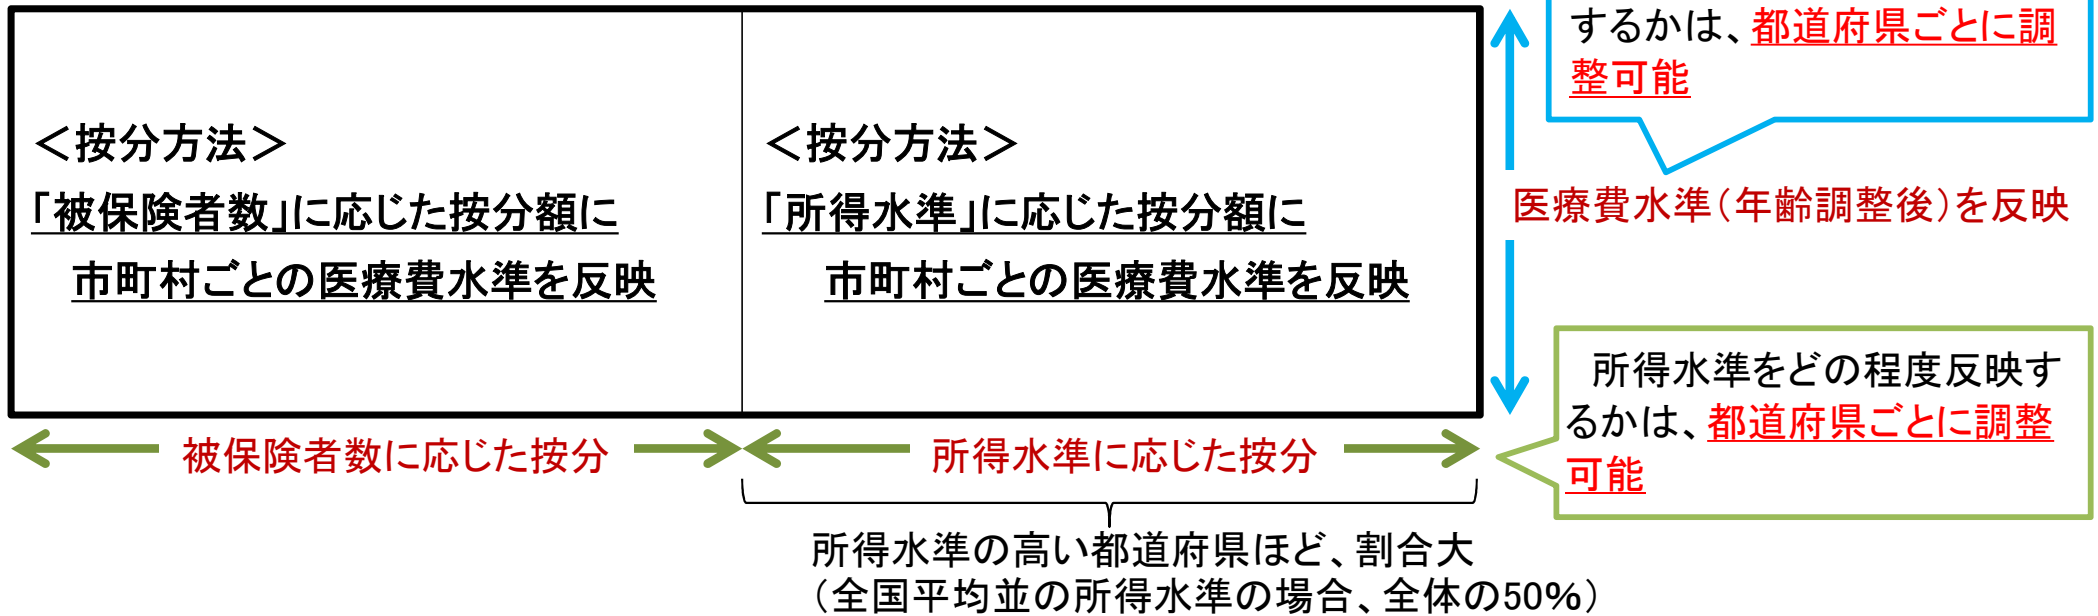 するかは、都道府県ごとに調
整可能
＜按分方法＞
「被保険者数」に応じた按分額に
市町村ごとの医療費水準を反映
＜按分方法＞
「所得水準」に応じた按分額に
市町村ごとの医療費水準を反映
医療費水準（年齢調整後）を反映
所得水準をどの程度反映す
るかは、都道府県ごとに調整
可能
被保険者数に応じた按分
所得水準に応じた按分
所得水準の高い都道府県ほど、割合大
（全国平均並の所得水準の場合、全体の50％）